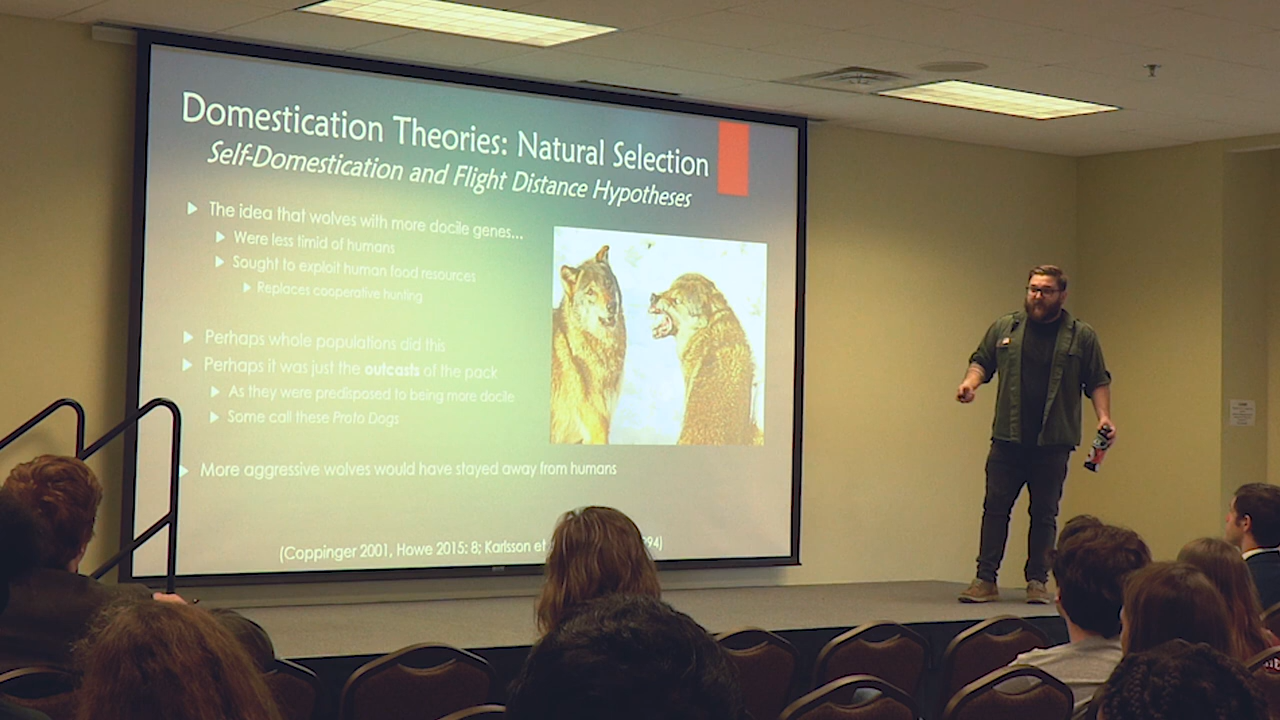 Domestication Theories: Natural Selection
Self-Domestication and Flight Distance Hypotheses
The idea that wolves with more docile genes...
Were less timid of humans
Sought to exploit human food resources
Replaces cooperative hunting
Perhaps whole populations did this
Perhaps it was just the outcasts of the pack
As they were predisposed to being more docile
Some call these Proto Dogs
More aggressive wolves would have stayed away from humans
(Coppinger 2001, Howe 2015: 8; Karlsson et 94)